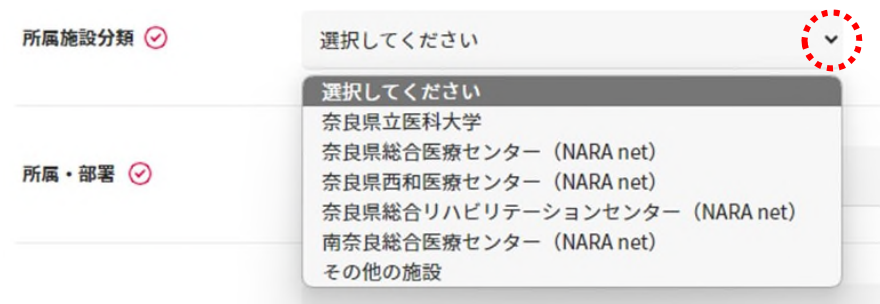 所属施設分類
選択してください
選択してください
奈良県立医科大学
奈良県総合医療センター（NARA net）
奈良県西和医療センター（NARA net）
所属・部署
奈良県総合リハビリテーションセンター（NARA net）
南奈良総合医療センター（NARA net）
その他の施設